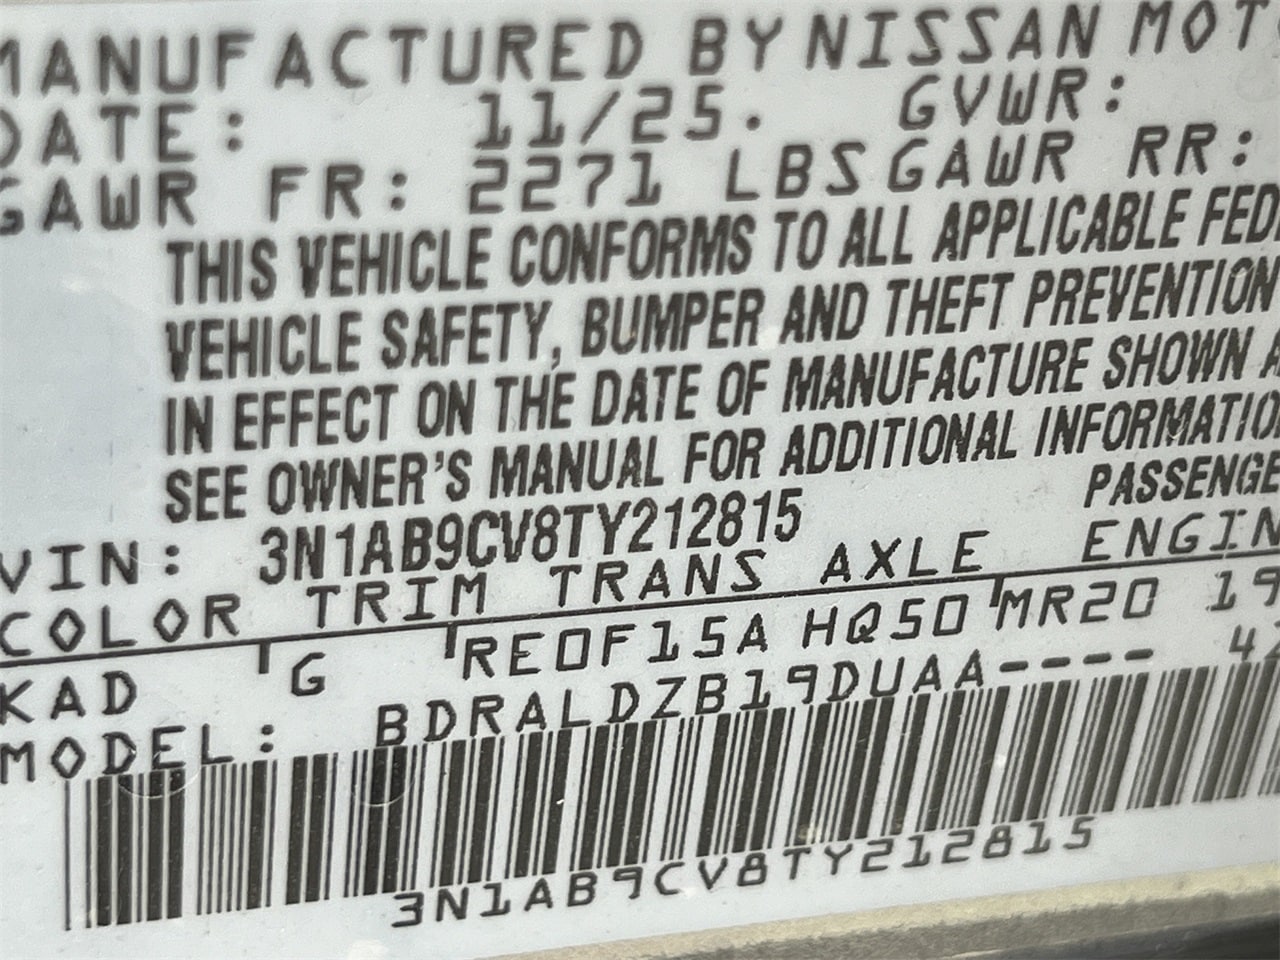 MANUFACTURED BY NISSAN MOT
DATE: 11/25. GVWR:
GAWR FR: 2271 LBS GAWR RR:
THIS VEHICLE CONFORMS TO ALL APPLICABLE FED
VEHICLE SAFETY, BUMPER AND THEFT PREVENTION
IN EFFECT ON THE DATE OF MANUFACTURE SHOWN A
SEE OWNER'S MANUAL FOR ADDITIONAL INFORMATIO
PASSENGE
VIN: 3N1AB9CV8TY212815
COLOR TRIM TRANS AXLE ENGIN
KAD G RE0F15A HQ50 MR20 19
MODEL: BDRALDZB19DUAA---- 42
3N1AB9CV8TY212815